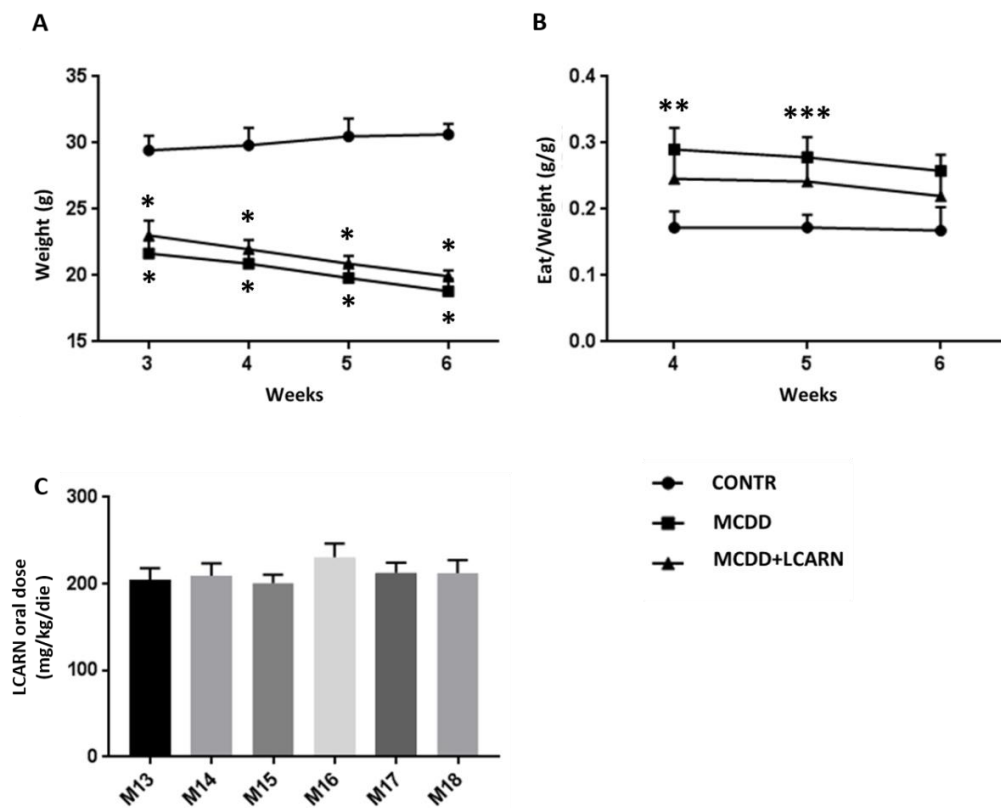 A
Weight (g)
35
30
25
20
15
* * * *
* * * *
3 4 5 6
Weeks
B
Eat/Weight (g/g)
0.4
0.3
0.2
0.1
0.0
** ***
4 5 6
Weeks
C
LCARN oral dose
(mg/kg/die)
300
200
100
0
M13 M14 M15 M16 M17 M18
CONTR
MCDD
MCDD+LCARN